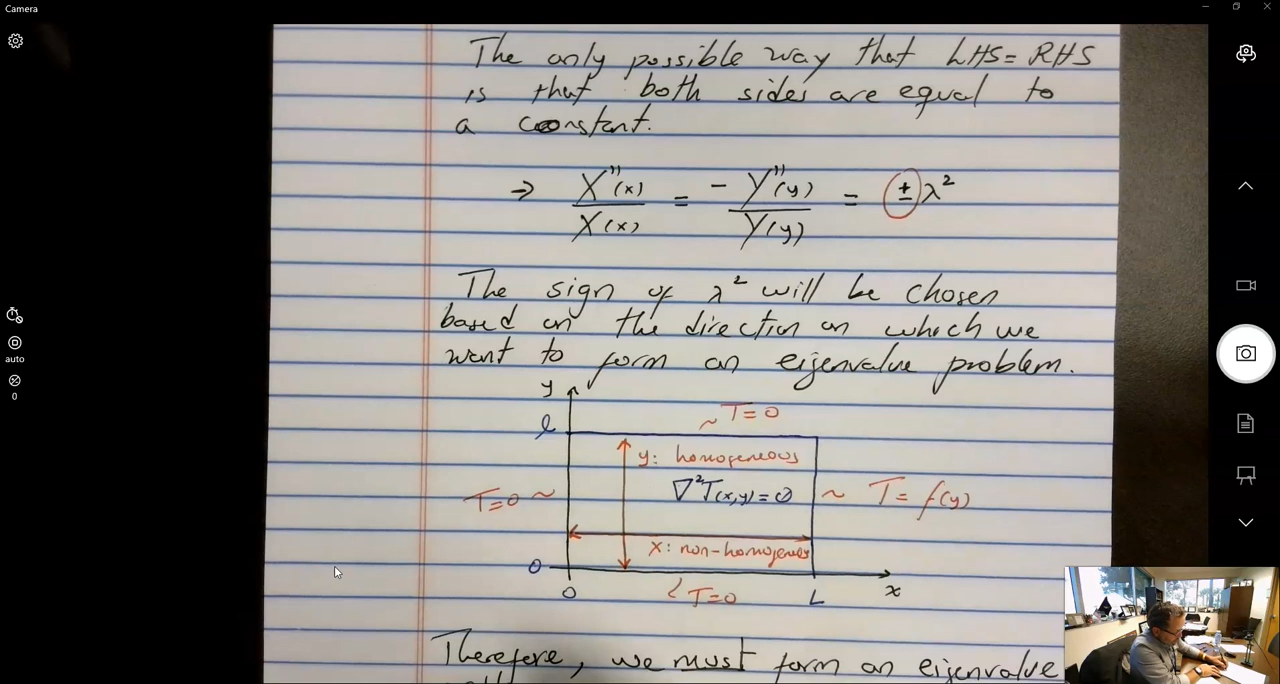 Camera
The only possible way that LHS = RHS
is that both sides are equal to
a constant.
⇒ X''(x)/X(x) = - Y''(y)/Y(y) = ± λ²
The sign of λ² will be chosen
based on the direction on which we
want to form an eigenvalue problem.
y
l
~ T=0
y: homogeneous
∇²T(x,y)=0
T=0 ~
~ T= f(y)
x: non-homogeneous
0
0
T=0
L
x
auto
0
Therefore, we must form an eigenvalue